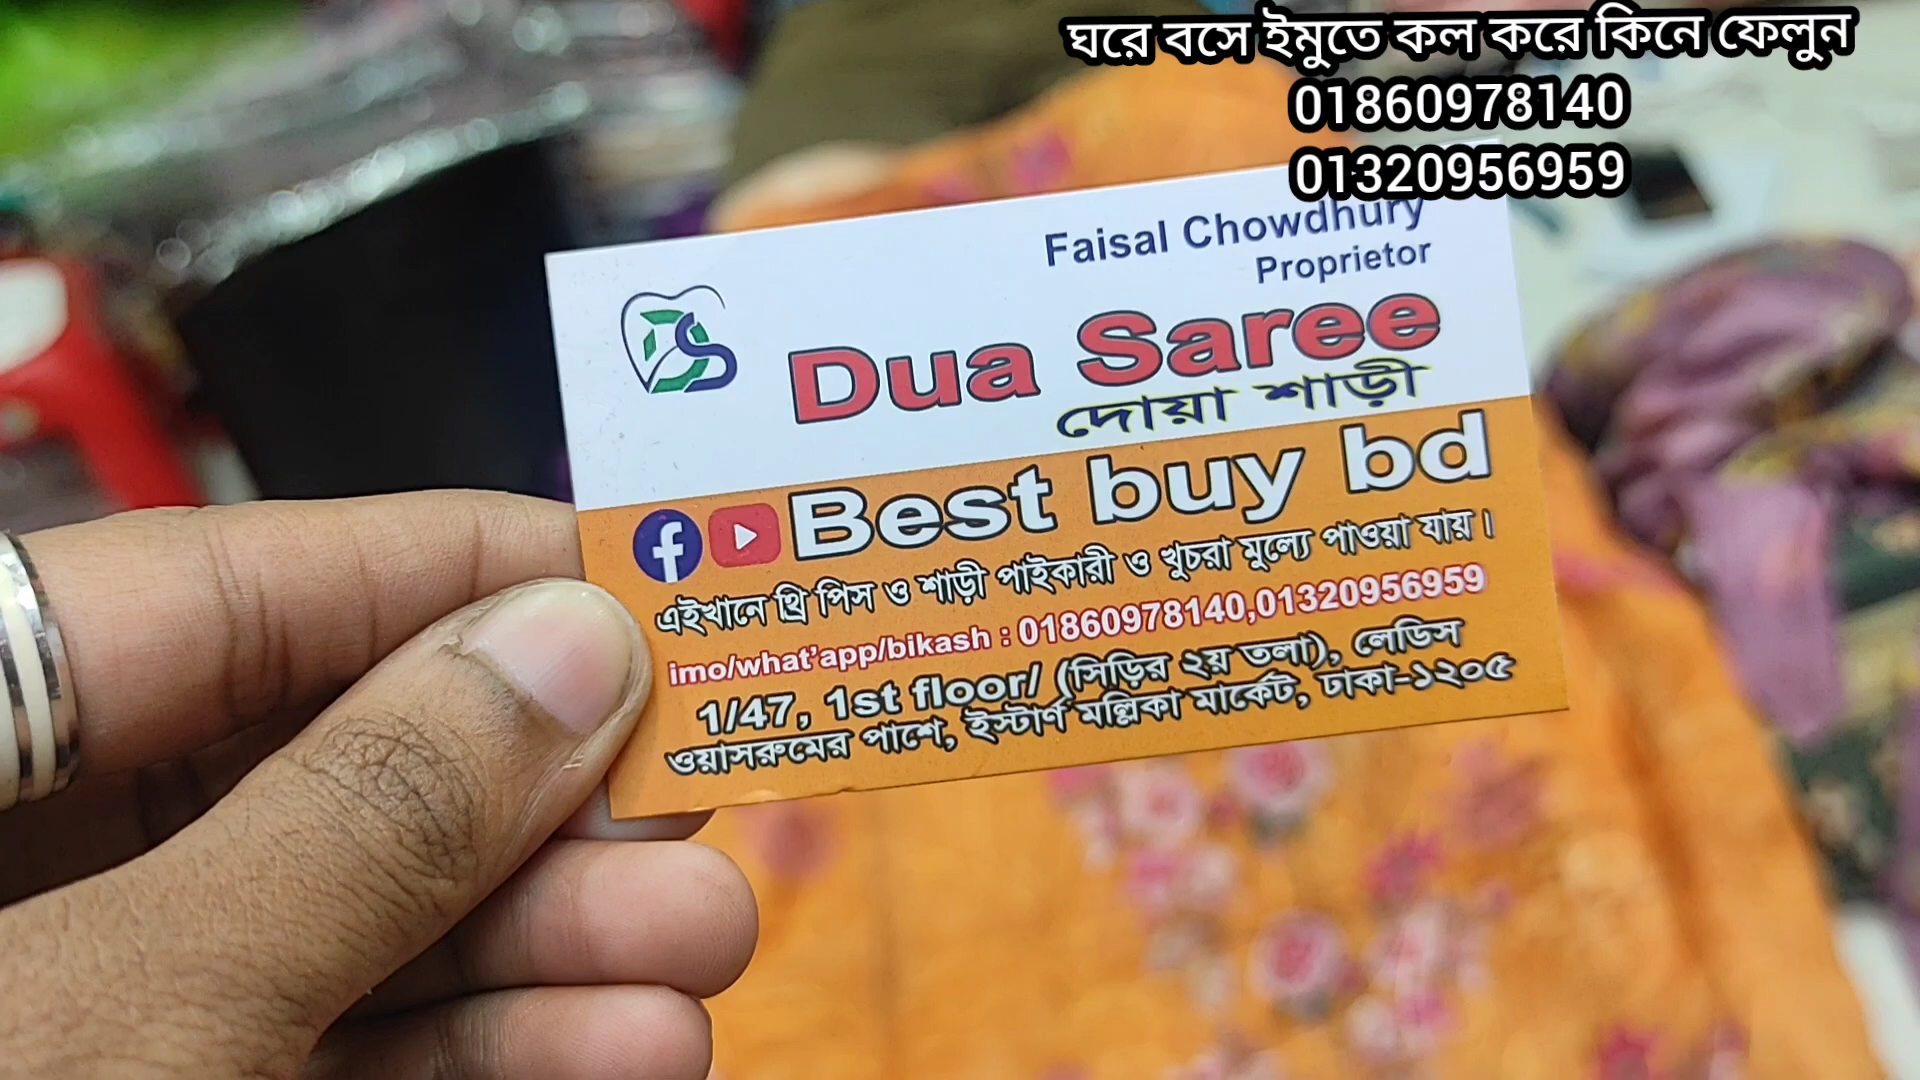 ঘরে বসে ইমুতে কল করে কিনে ফেলুন
01860978140
01320956959
Faisal Chowdhury
Proprietor
DS
Dua Saree
দোয়া শাড়ী
Best buy bd
এইখানে থ্রি পিস ও শাড়ী পাইকারী ও খুচরা মুল্যে পাওয়া যায়।
imo/what'app/bikash : 01860978140,01320956959
1/47, 1st floor/ (সিড়ির ২য় তলা), লেডিস
ওয়াসরুমের পাশে, ইস্টার্ণ মল্লিকা মার্কেট, ঢাকা-১২০৫